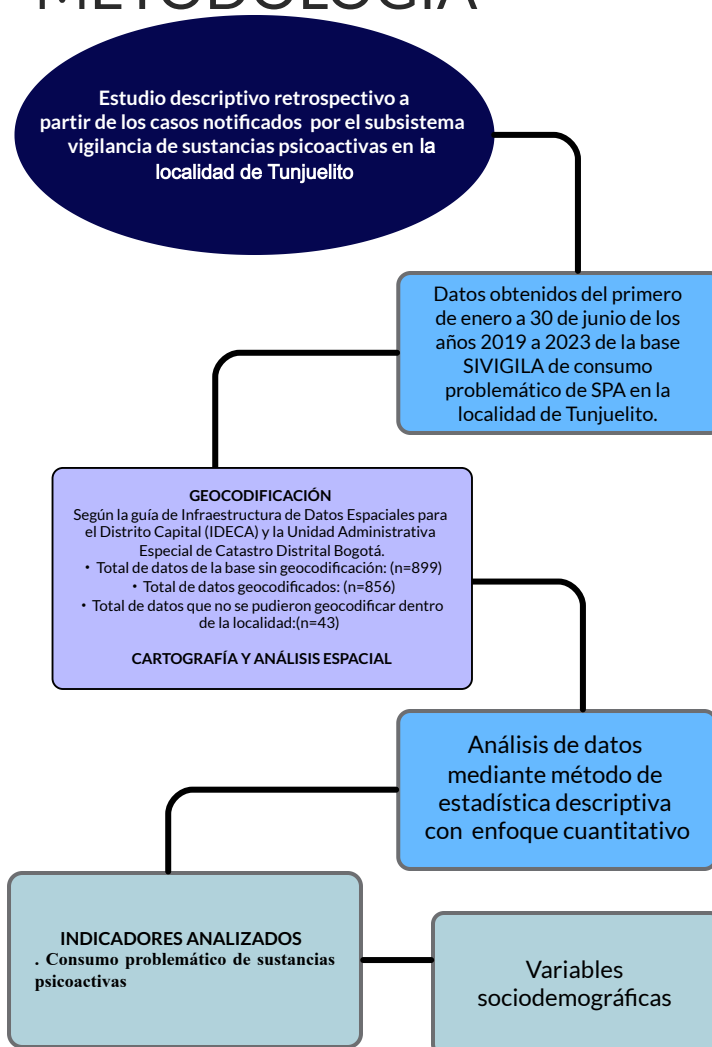 METODOLOGÍA
Estudio descriptivo retrospectivo a
partir de los casos notificados por el subsistema
vigilancia de sustancias psicoactivas en la
localidad de Tunjuelito
Datos obtenidos del primero
de enero a 30 de junio de los
años 2019 a 2023 de la base
SIVIGILA de consumo
problemático de SPA en la
localidad de Tunjuelito.
GEOCODIFICACIÓN
Según la guía de Infraestructura de Datos Espaciales para
el Distrito Capital (IDECA) y la Unidad Administrativa
Especial de Catastro Distrital Bogotá.
• Total de datos de la base sin geocodificación: (n=899)
• Total de datos geocodificados: (n=856)
• Total de datos que no se pudieron geocodificar dentro
de la localidad:(n=43)
CARTOGRAFÍA Y ANÁLISIS ESPACIAL
Análisis de datos
mediante método de
estadística descriptiva
con enfoque cuantitativo
INDICADORES ANALIZADOS
. Consumo problemático de sustancias
psicoactivas
Variables
sociodemográficas